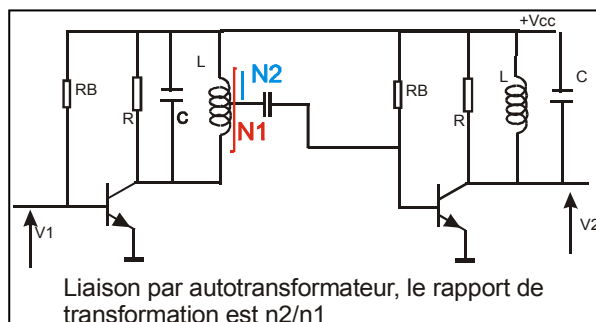 +Vcc
L
N2
RB
R
C
N1
RB
R
L
C
V1
V2
Liaison par autotransformateur, le rapport de
transformation est n2/n1